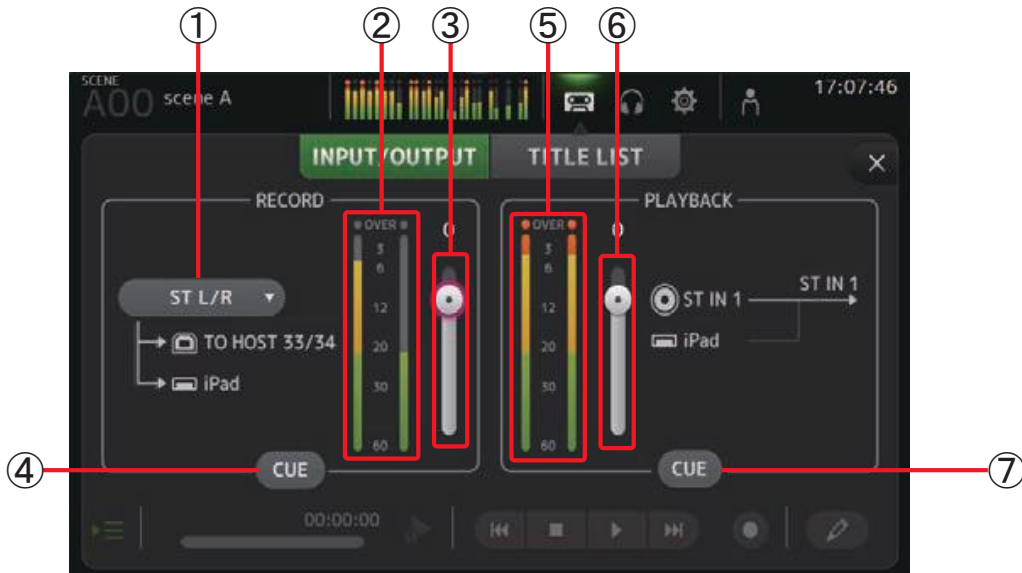 ① ② ③ ⑤ ⑥
SCENE
A00 scene A
17:07:46
INPUT/OUTPUT TITLE LIST
RECORD
PLAYBACK
OVER 0 OVER 0
3 3
6 6
ST L/R 12 12 ST IN 1 ST IN 1
TO HOST 33/34 20 20 iPad
iPad 30 30
60 60
④ CUE CUE ⑦
00:00:00